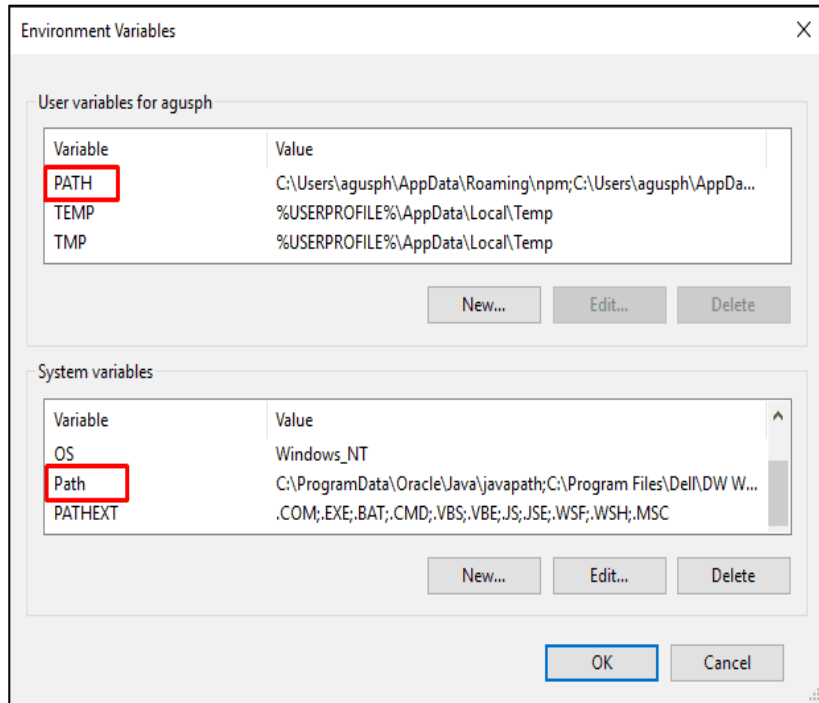 Environment Variables
User variables for agusph
Variable Value
PATH C:\Users\agusph\AppData\Roaming\npm;C:\Users\agusph\AppDa...
TEMP %USERPROFILE%\AppData\Local\Temp
TMP %USERPROFILE%\AppData\Local\Temp
New... Edit... Delete
System variables
Variable Value
OS Windows_NT
Path C:\ProgramData\Oracle\Java\javapath;C:\Program Files\Dell\DW W...
PATHEXT .COM;.EXE;.BAT;.CMD;.VBS;.VBE;.JS;.JSE;.WSF;.WSH;.MSC
New... Edit... Delete
OK Cancel